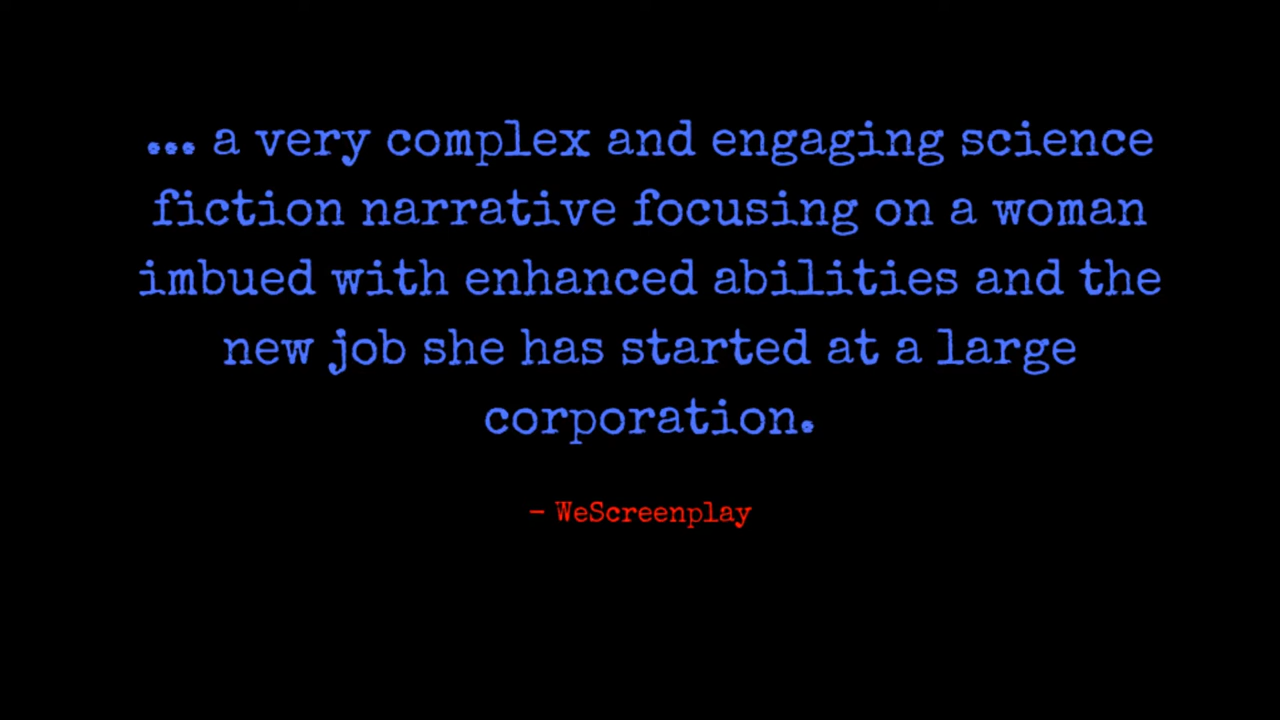 ... a very complex and engaging science
fiction narrative focusing on a woman
imbued with enhanced abilities and the
new job she has started at a large
corporation.
- WeScreenplay